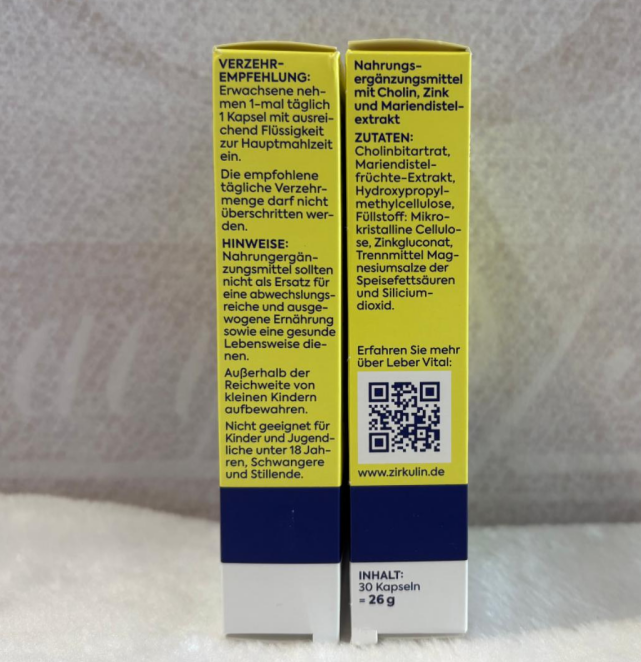 VERZEHR-
EMPFEHLUNG:
Erwachsene neh-
men 1-mal täglich
1 Kapsel mit ausrei-
chend Flüssigkeit
zur Hauptmahlzeit
ein.
Die empfohlene
tägliche Verzehr-
menge darf nicht
überschritten wer-
den.
HINWEISE:
Nahrungergän-
zungsmittel sollten
nicht als Ersatz für
eine abwechslungs-
reiche und ausge-
wogene Ernährung
sowie eine gesunde
Lebensweise die-
nen.
Außerhalb der
Reichweite von
kleinen Kindern
aufbewahren.
Nicht geeignet für
Kinder und Jugend-
liche unter 18 Jah-
ren, Schwangere
und Stillende.
Nahrungs-
ergänzungsmittel
mit Cholin, Zink
und Mariendistel-
extrakt
ZUTATEN:
Cholinbitartrat,
Mariendistel-
früchte-Extrakt,
Hydroxypropyl-
methylcellulose,
Füllstoff: Mikro-
kristalline Cellulo-
se, Zinkgluconat,
Trennmittel Mag-
nesiumsalze der
Speisefettsäuren
und Silicium-
dioxid.
Erfahren Sie mehr
über Leber Vital:
www.zirkulin.de
INHALT:
30 Kapseln
= 26 g